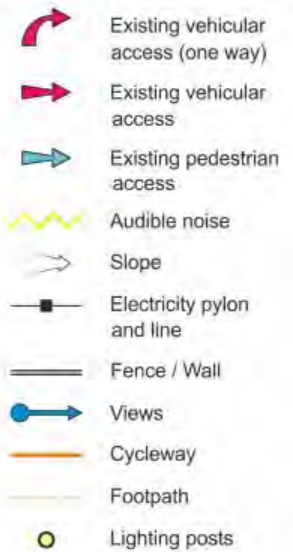 Existing vehicular
access (one way)
Existing vehicular
access
Existing pedestrian
access
Audible noise
Slope
Electricity pylon
and line
Fence / Wall
Views
Cycleway
Footpath
Lighting posts